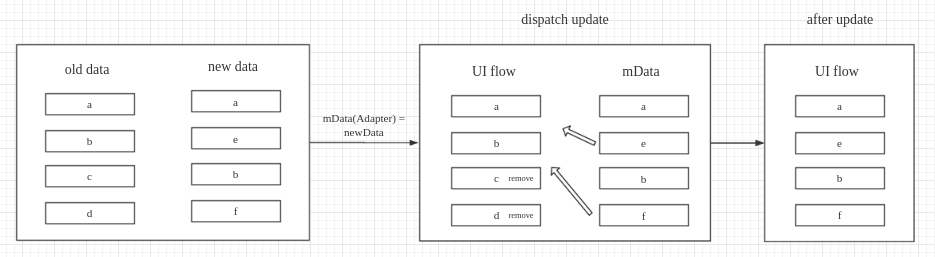 dispatch update
after update
old data
new data
a
b
c
d
a
e
b
f
mData(Adapter) =
newData
UI flow
mData
a
b
c remove
d remove
a
e
b
f
UI flow
a
e
b
f